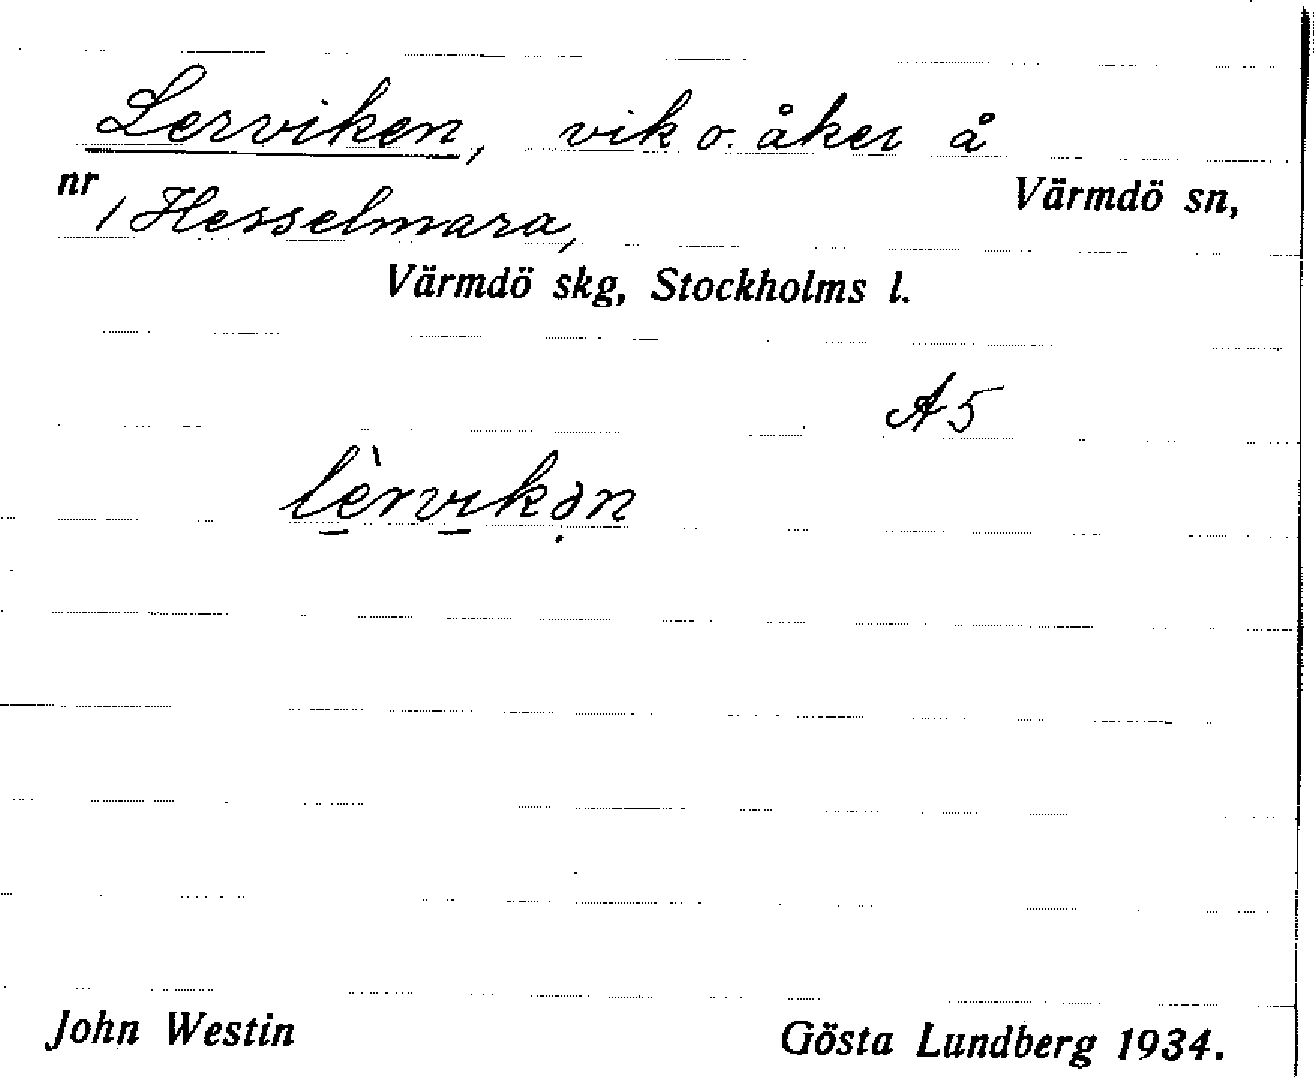 Lerviken, vik o. åker å
nr 1 Hesselmara, Värmdö sn,
Värmdö skg, Stockholms l.
A5
lèrvikən
John Westin Gösta Lundberg 1934.